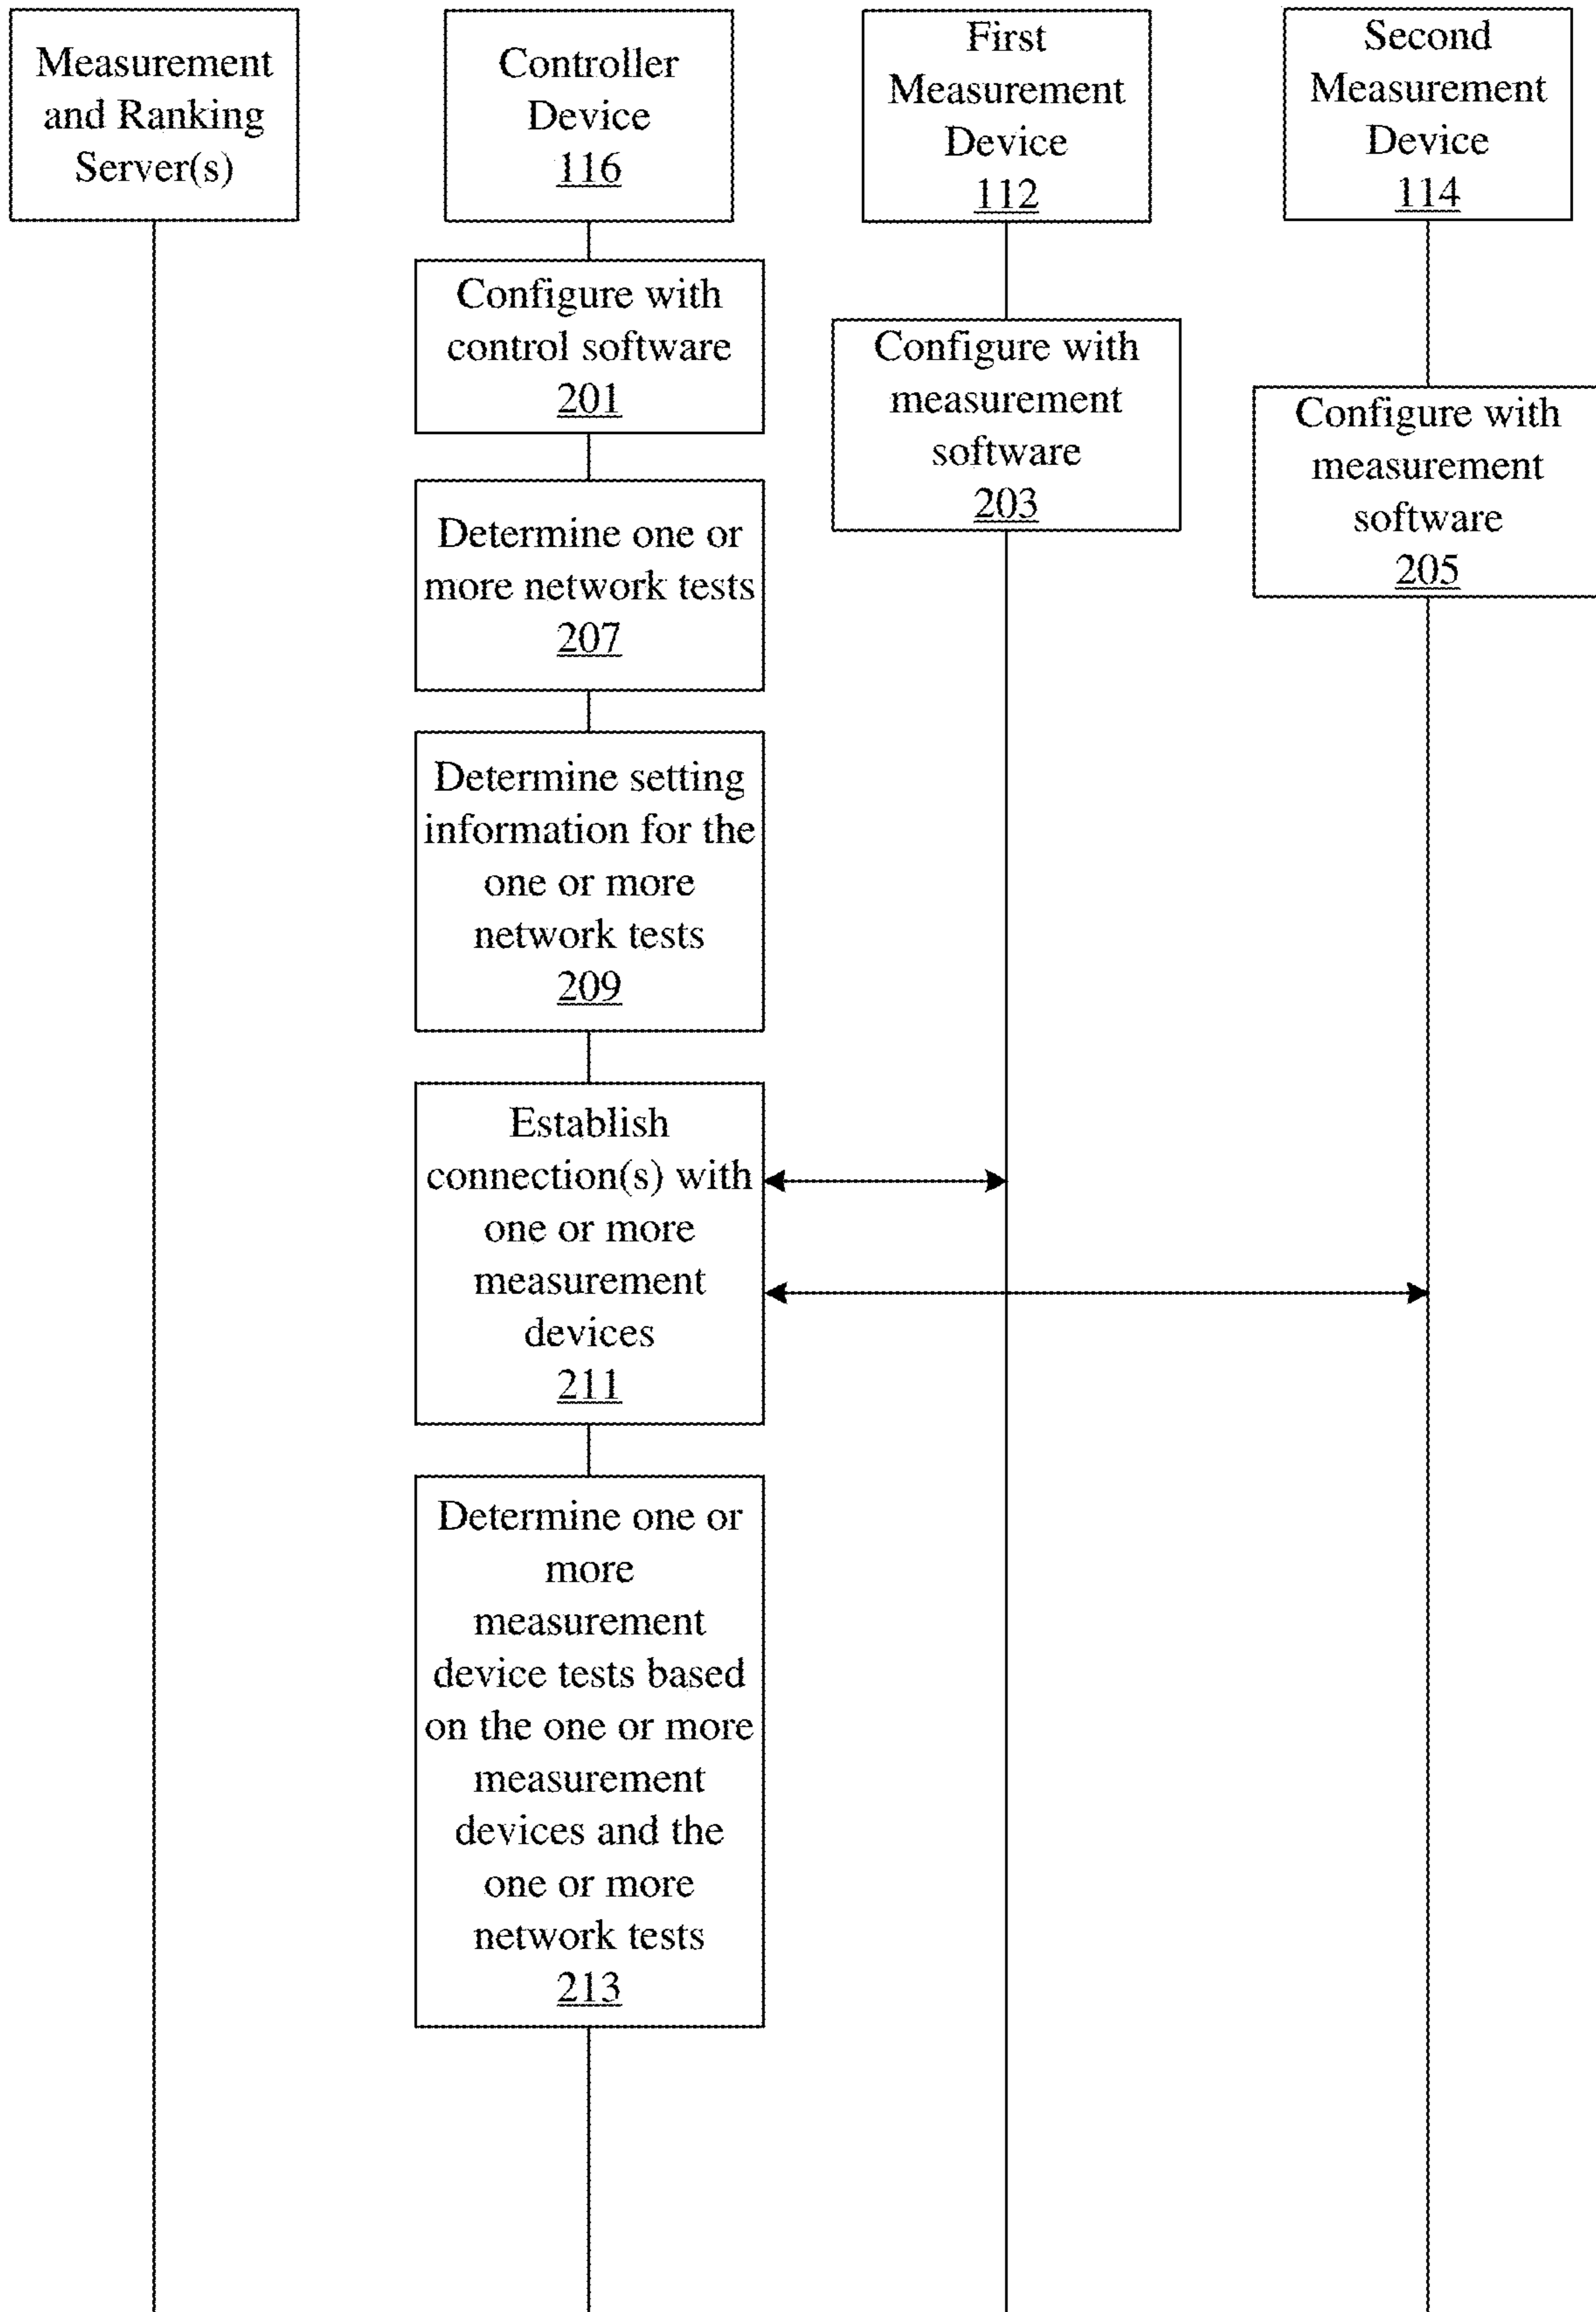 Measurement
and Ranking
Server(s)
Controller
Device
116
First
Measurement
Device
112
Second
Measurement
Device
114
Configure with
control software
201
Configure with
measurement
software
203
Configure with
measurement
software
205
Determine one or
more network tests
207
Determine setting
information for the
one or more
network tests
209
Establish
connection(s) with
one or more
measurement
devices
211
Determine one or
more
measurement
device tests based
on the one or more
measurement
devices and the
one or more
network tests
213